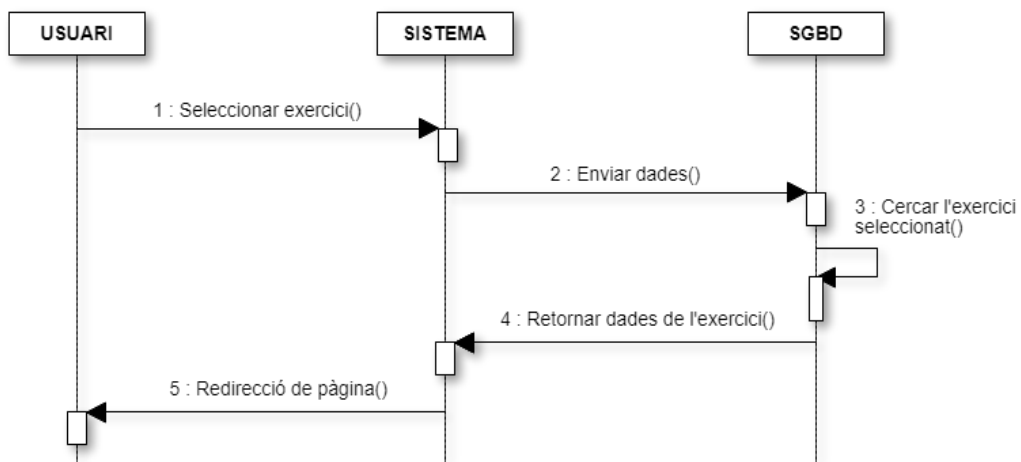 USUARI
SISTEMA
SGBD
1 : Seleccionar exercici()
2 : Enviar dades()
3 : Cercar l'exercici
seleccionat()
4 : Retornar dades de l'exercici()
5 : Redirecció de pàgina()